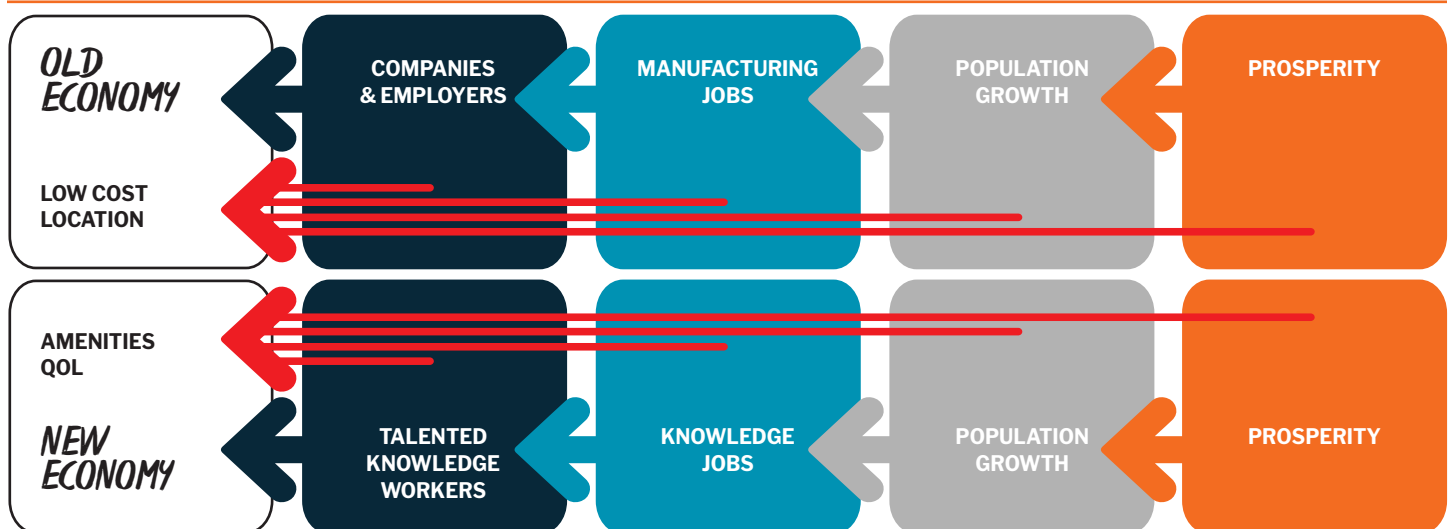 OLD
ECONOMY
COMPANIES
& EMPLOYERS
MANUFACTURING
JOBS
POPULATION
GROWTH
PROSPERITY
LOW COST
LOCATION
AMENITIES
QOL
NEW
ECONOMY
TALENTED
KNOWLEDGE
WORKERS
KNOWLEDGE
JOBS
POPULATION
GROWTH
PROSPERITY